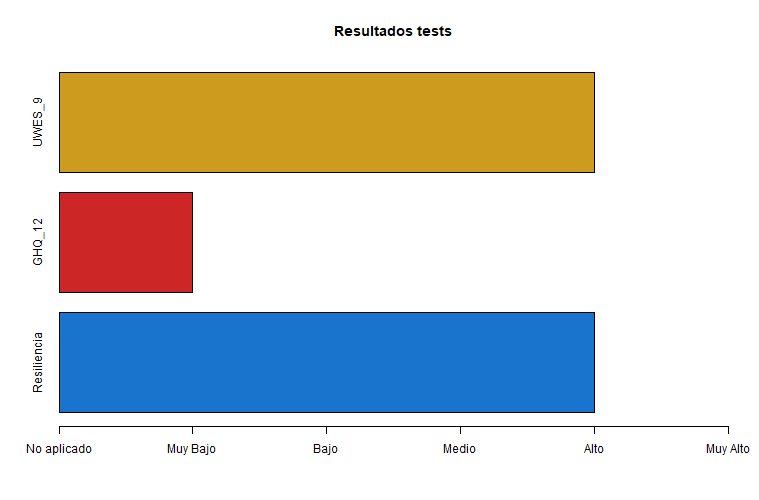 Resultados tests
UWES_9
GHQ_12
Resiliencia
No aplicado
Muy Bajo
Bajo
Medio
Alto
Muy Alto